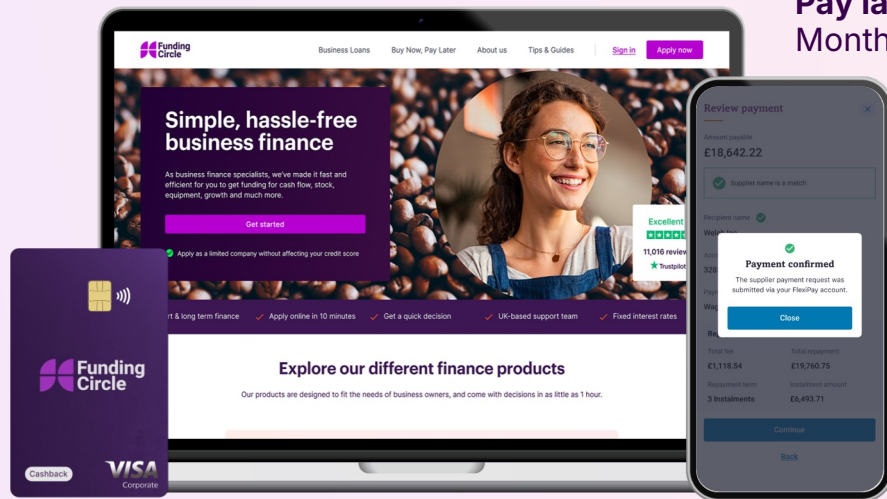 Pay
Month
Funding
Circle
Business Loans
Buy Now, Pay Later
About us
Tips & Guides
Sign in
Apply now
Simple, hassle-free
business finance
As business finance specialists, we've made it fast and
efficient for you to get funding for cash flow, stock,
equipment, growth and much more.
Get started
Apply as a limited company without affecting your credit score
Excellent
11,016 review
Trustpilot
& long term finance
Apply online in 10 minutes
Get a quick decision
UK-based support team
Fixed interest rates
Explore our different finance products
Our products are designed to fit the needs of business owners, and come with decisions in as little as 1 hour.
Funding
Circle
Cashback
VISA
Corporate
Review payment
Amount payable
£18,642.22
Supplier name is a match
Recipient name
Payment confirmed
The supplier payment request was
submitted via your FlexiPay account.
Close
Total fee
Total repayment
£1,118.54
£19,760.75
Repayment term
Instalment amount
3 Instalments
£6,493.71
Continue
Back